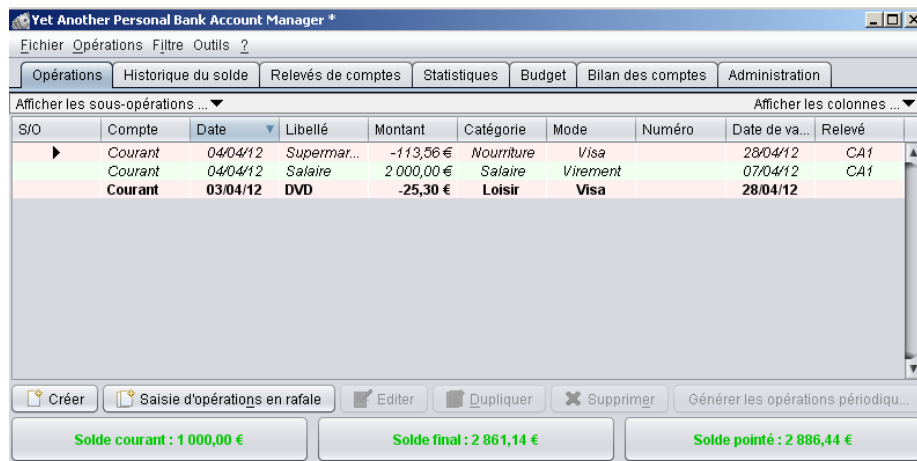 Yet Another Personal Bank Account Manager *
Fichier Opérations Filtre Outils ?
Opérations Historique du solde Relevés de comptes Statistiques Budget Bilan des comptes Administration
Afficher les sous-opérations ... Afficher les colonnes ...
S/O Compte Date Libellé Montant Catégorie Mode Numéro Date de va... Relevé
Courant 04/04/12 Supermar... -113,56 € Nourriture Visa 28/04/12 CA1
Courant 04/04/12 Salaire 2 000,00 € Salaire Virement 07/04/12 CA1
Courant 03/04/12 DVD -25,30 € Loisir Visa 28/04/12
Créer Saisie d'opérations en rafale Editer Dupliquer Supprimer Générer les opérations périodiqu...
Solde courant : 1 000,00 € Solde final : 2 861,14 € Solde pointé : 2 886,44 €